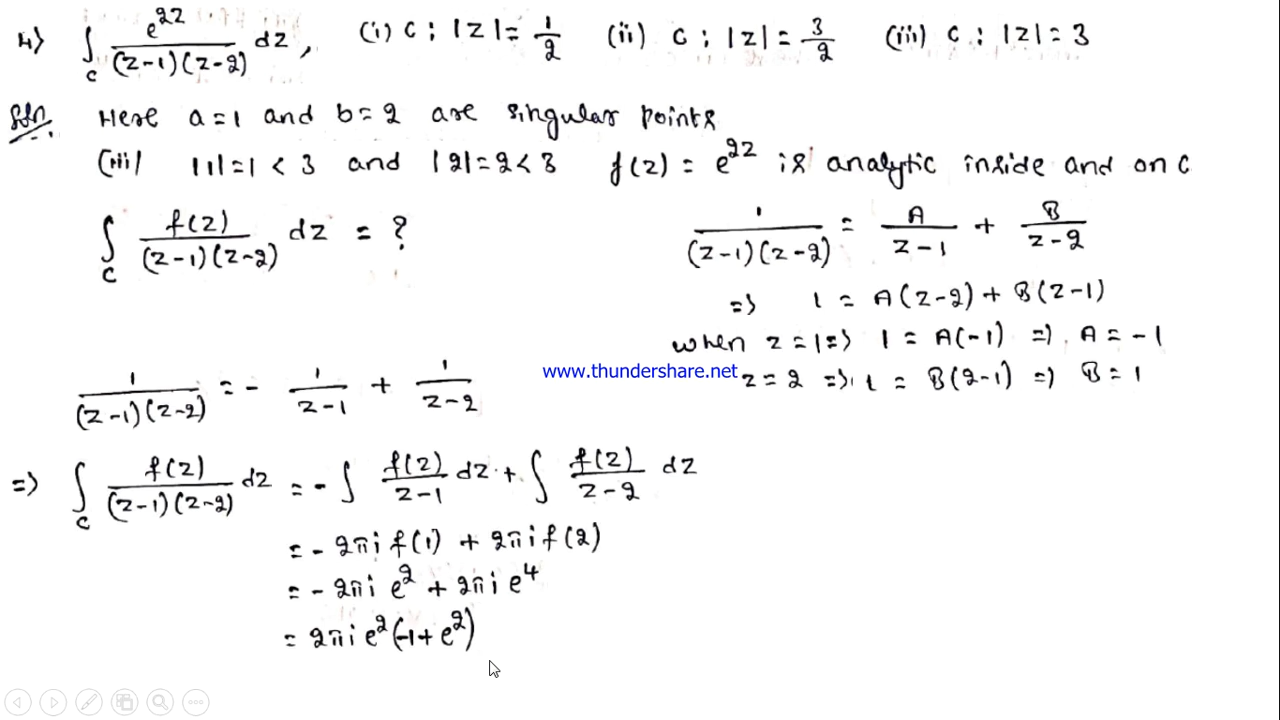 4) ∫_C e^{2z}/((z-1)(z-2)) dz, (i) C: |z| = 1/2 (ii) C: |z| = 3/2 (iii) C: |z| = 3
Soln. Here a=1 and b=2 are singular points
(iii) |1|=1 < 3 and |2|=2 < 3 f(z) = e^{2z} is analytic inside and on C
∫_C f(z)/((z-1)(z-2)) dz = ?
1/((z-1)(z-2)) = A/(z-1) + B/(z-2)
=> 1 = A(z-2) + B(z-1)
when z=1 => 1 = A(-1) => A = -1
z=2 => 1 = B(2-1) => B = 1
www.thundershare.net
1/((z-1)(z-2)) = - 1/(z-1) + 1/(z-2)
=> ∫_C f(z)/((z-1)(z-2)) dz = - ∫ f(z)/(z-1) dz + ∫ f(z)/(z-2) dz
= - 2πi f(1) + 2πi f(2)
= - 2πi e^2 + 2πi e^4
= 2πi e^2(-1 + e^2)